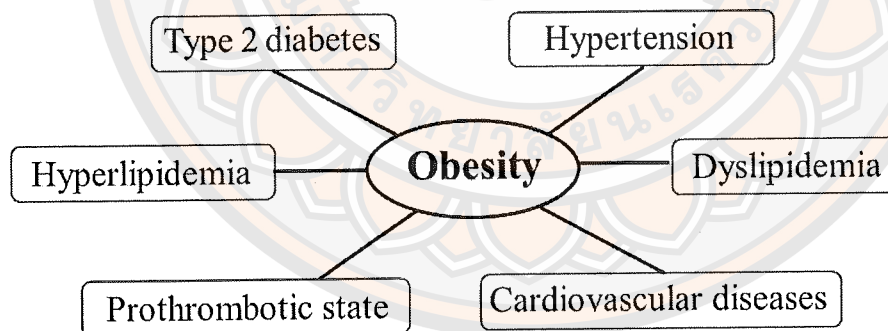 Type 2 diabetes
Hypertension
Hyperlipidemia
Obesity
Dyslipidemia
Prothrombotic state
Cardiovascular diseases